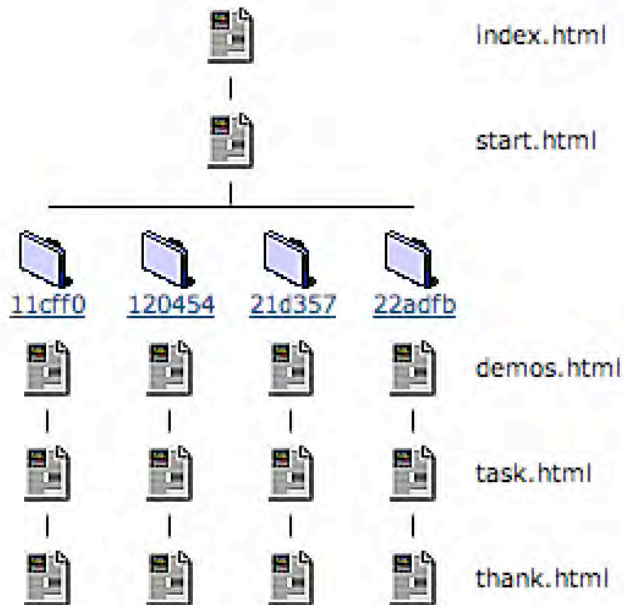 index.html
start.html
11cff0 120454 21d357 22adfb
demos.html
task.html
thank.html